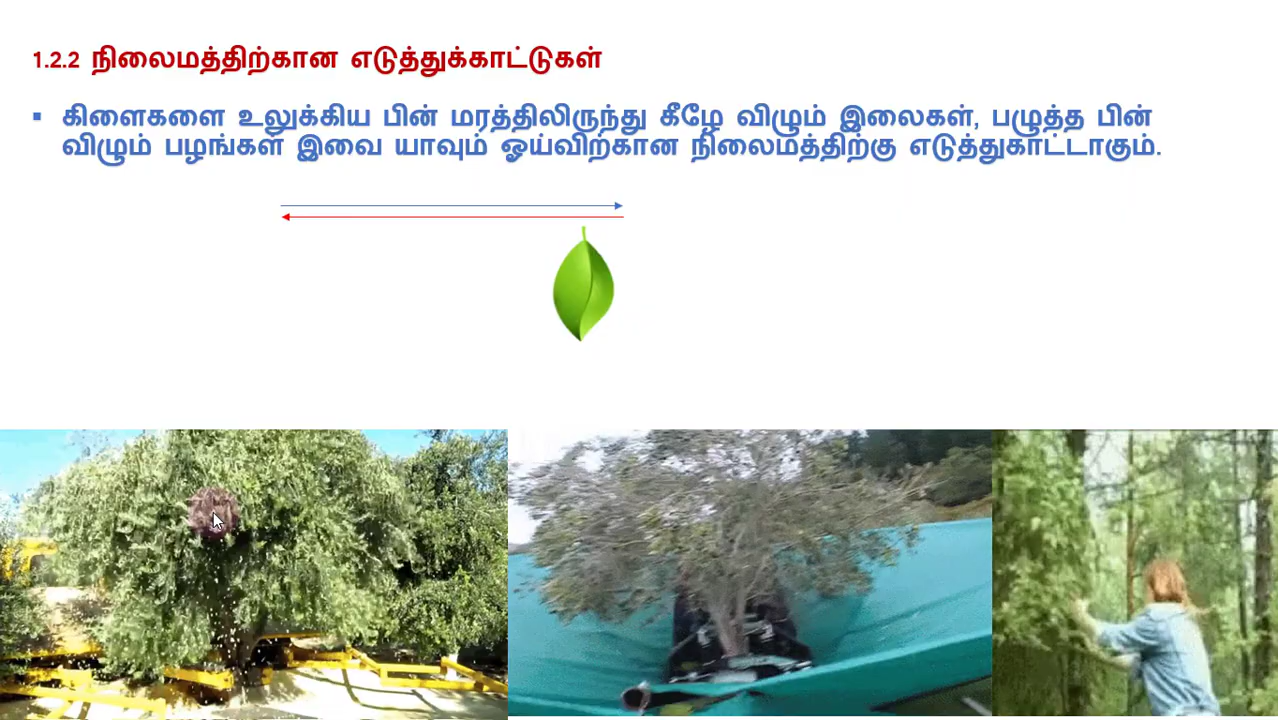 1.2.2 நிலைமத்திற்கான எடுத்துக்காட்டுகள்
▪ கிளைகளை உலுக்கிய பின் மரத்திலிருந்து கீழே விழும் இலைகள், பழுத்த பின்
விழும் பழங்கள் இவை யாவும் ஓய்விற்கான நிலைமத்திற்கு எடுத்துகாட்டாகும்.